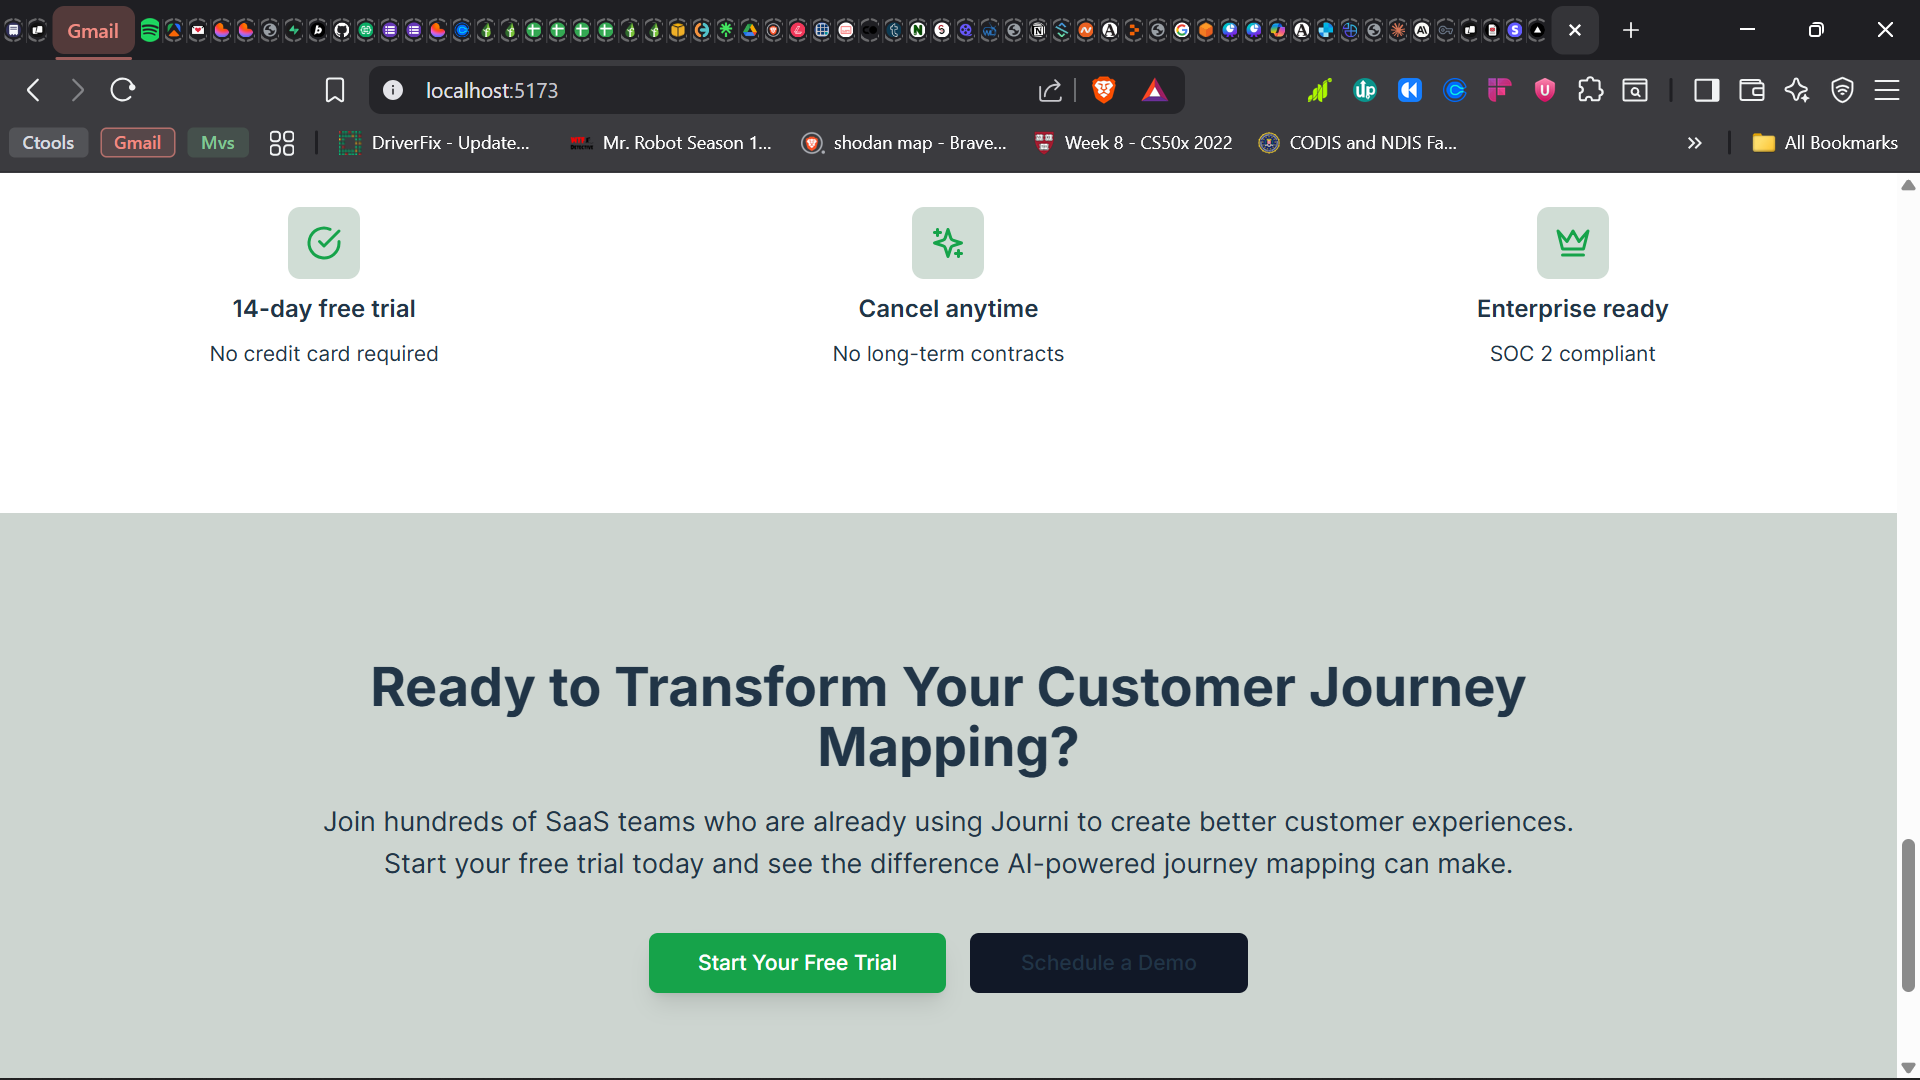 Gmail
localhost:5173
Ctools Gmail Mvs DriverFix - Update... Mr. Robot Season 1... shodan map - Brave... Week 8 - CS50x 2022 CODIS and NDIS Fa... » All Bookmarks
14-day free trial
No credit card required
Cancel anytime
No long-term contracts
Enterprise ready
SOC 2 compliant
Ready to Transform Your Customer Journey
Mapping?
Join hundreds of SaaS teams who are already using Journi to create better customer experiences.
Start your free trial today and see the difference AI-powered journey mapping can make.
Start Your Free Trial
Schedule a Demo